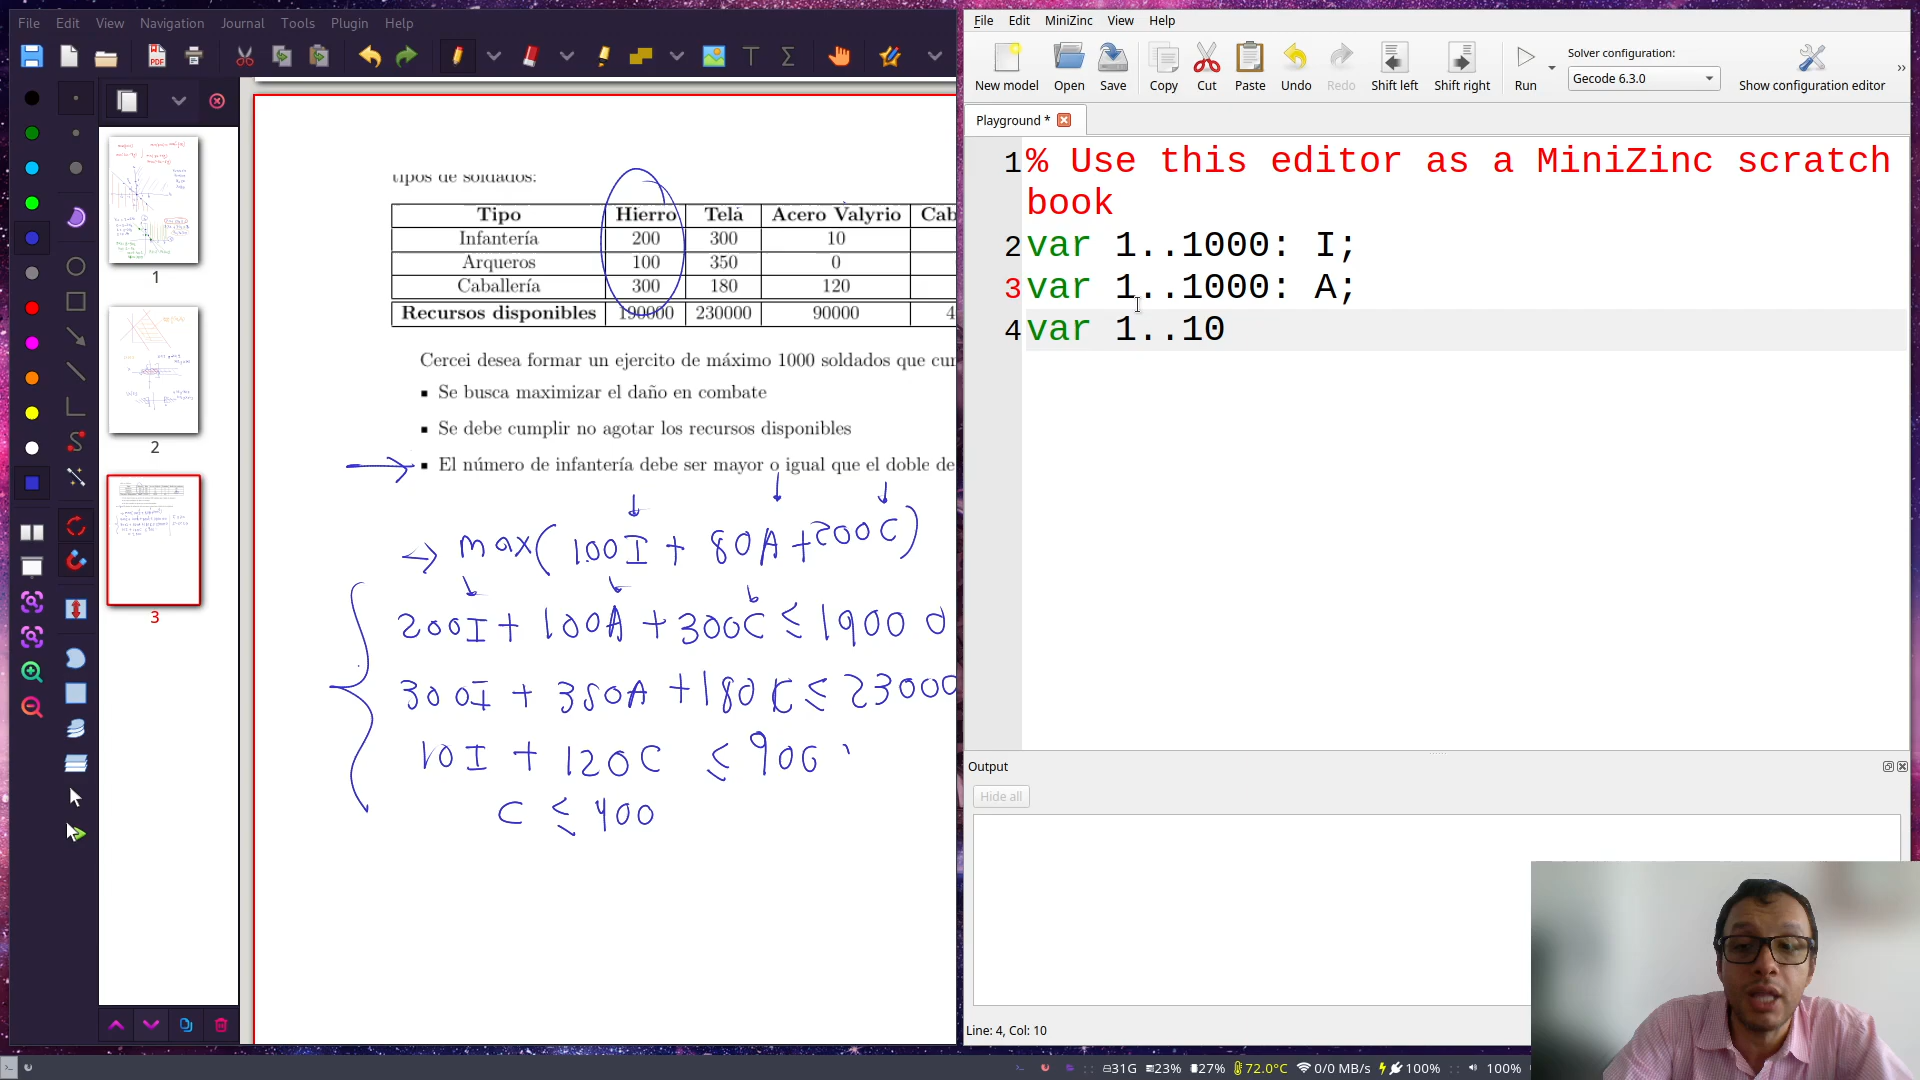 File Edit View Navigation Journal Tools Plugin Help
1
2
3
tipos de soldados:
Tipo Hierro Tela Acero Valyrio Cab
Infantería 200 300 10
Arqueros 100 350 0
Caballería 300 180 120
Recursos disponibles 190000 230000 90000 4
Cercei desea formar un ejercito de máximo 1000 soldados que cum
Se busca maximizar el daño en combate
Se debe cumplir no agotar los recursos disponibles
El número de infantería debe ser mayor o igual que el doble de
→ max( 100I + 80A + 200C )
200I + 100A + 300C ≤ 1900 0
300I + 350A + 180C ≤ 23000
10I + 120C ≤ 900
C ≤ 400
File Edit MiniZinc View Help
New model Open Save Copy Cut Paste Undo Redo Shift left Shift right Run
Solver configuration:
Gecode 6.3.0
Show configuration editor
Playground *
1 % Use this editor as a MiniZinc scratch
book
2 var 1..1000: I;
3 var 1..1000: A;
4 var 1..10
Output
Hide all
Line: 4, Col: 10
31G 23% 27% 72.0°C 0/0 MB/s 100% 100%